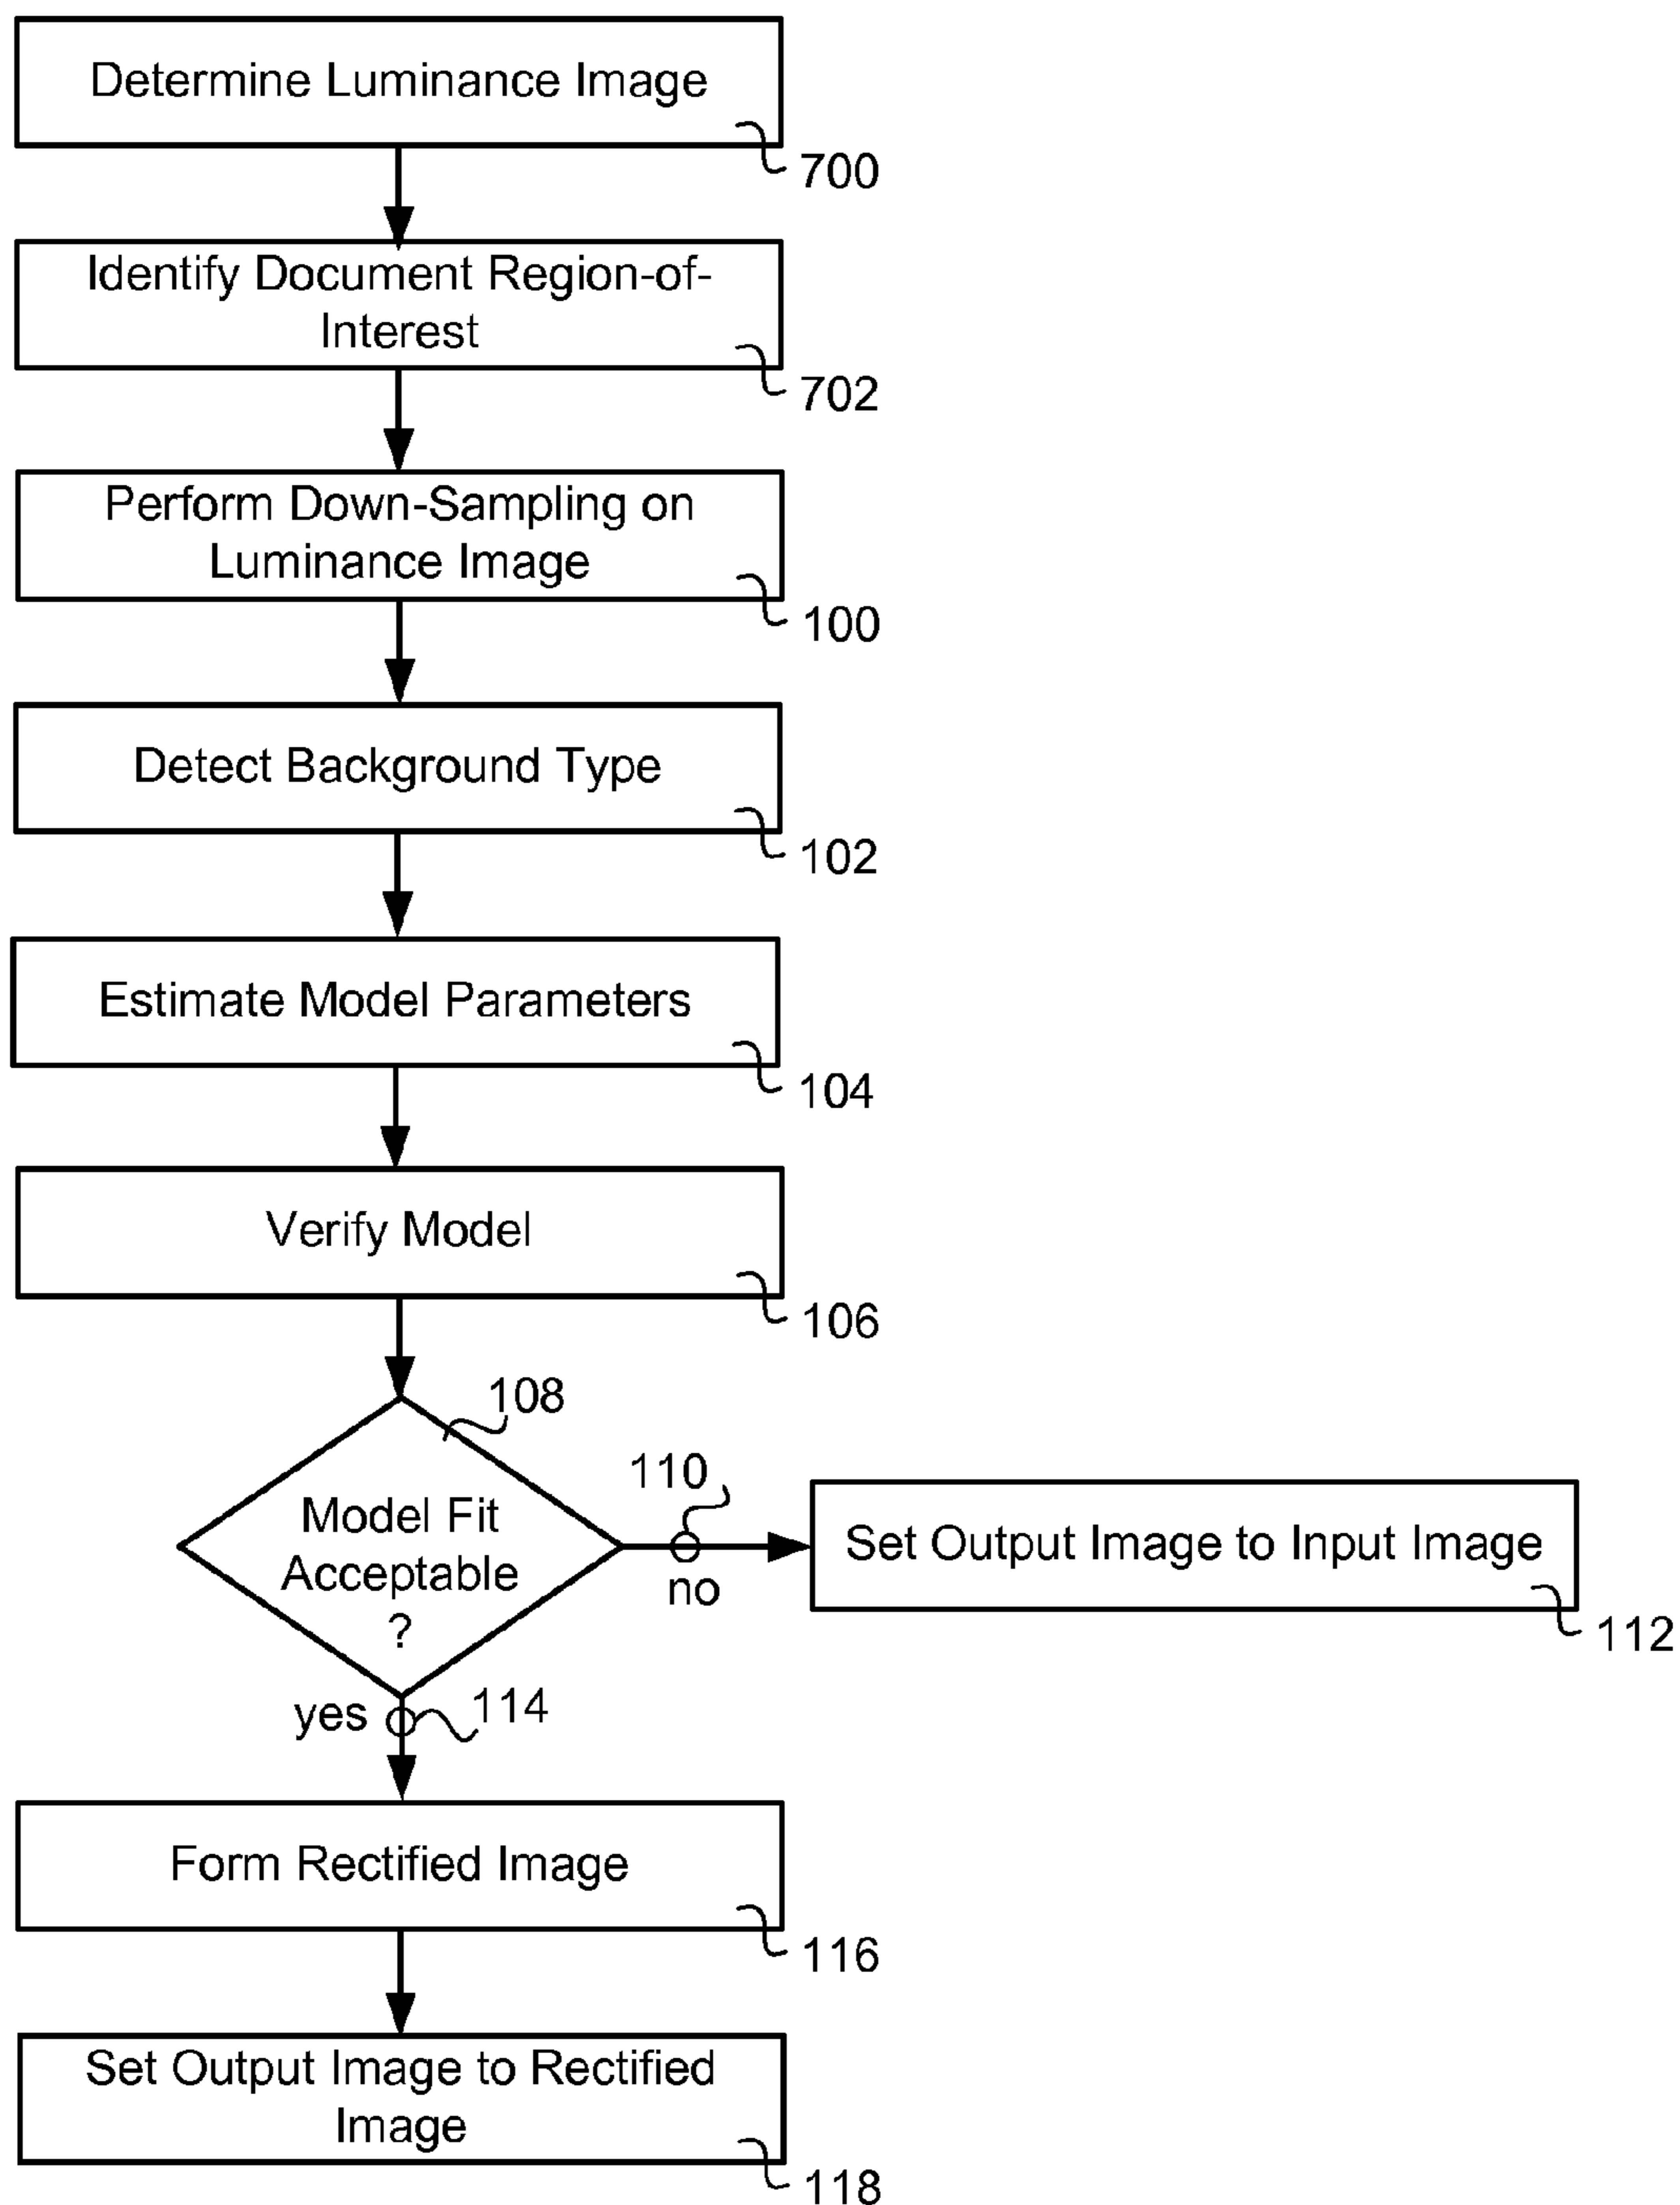 Determine Luminance Image
700
Identify Document Region-of-
Interest
702
Perform Down-Sampling on
Luminance Image
100
Detect Background Type
102
Estimate Model Parameters
104
Verify Model
106
108
Model Fit
Acceptable
?
110
no
Set Output Image to Input Image
112
yes
114
Form Rectified Image
116
Set Output Image to Rectified
Image
118